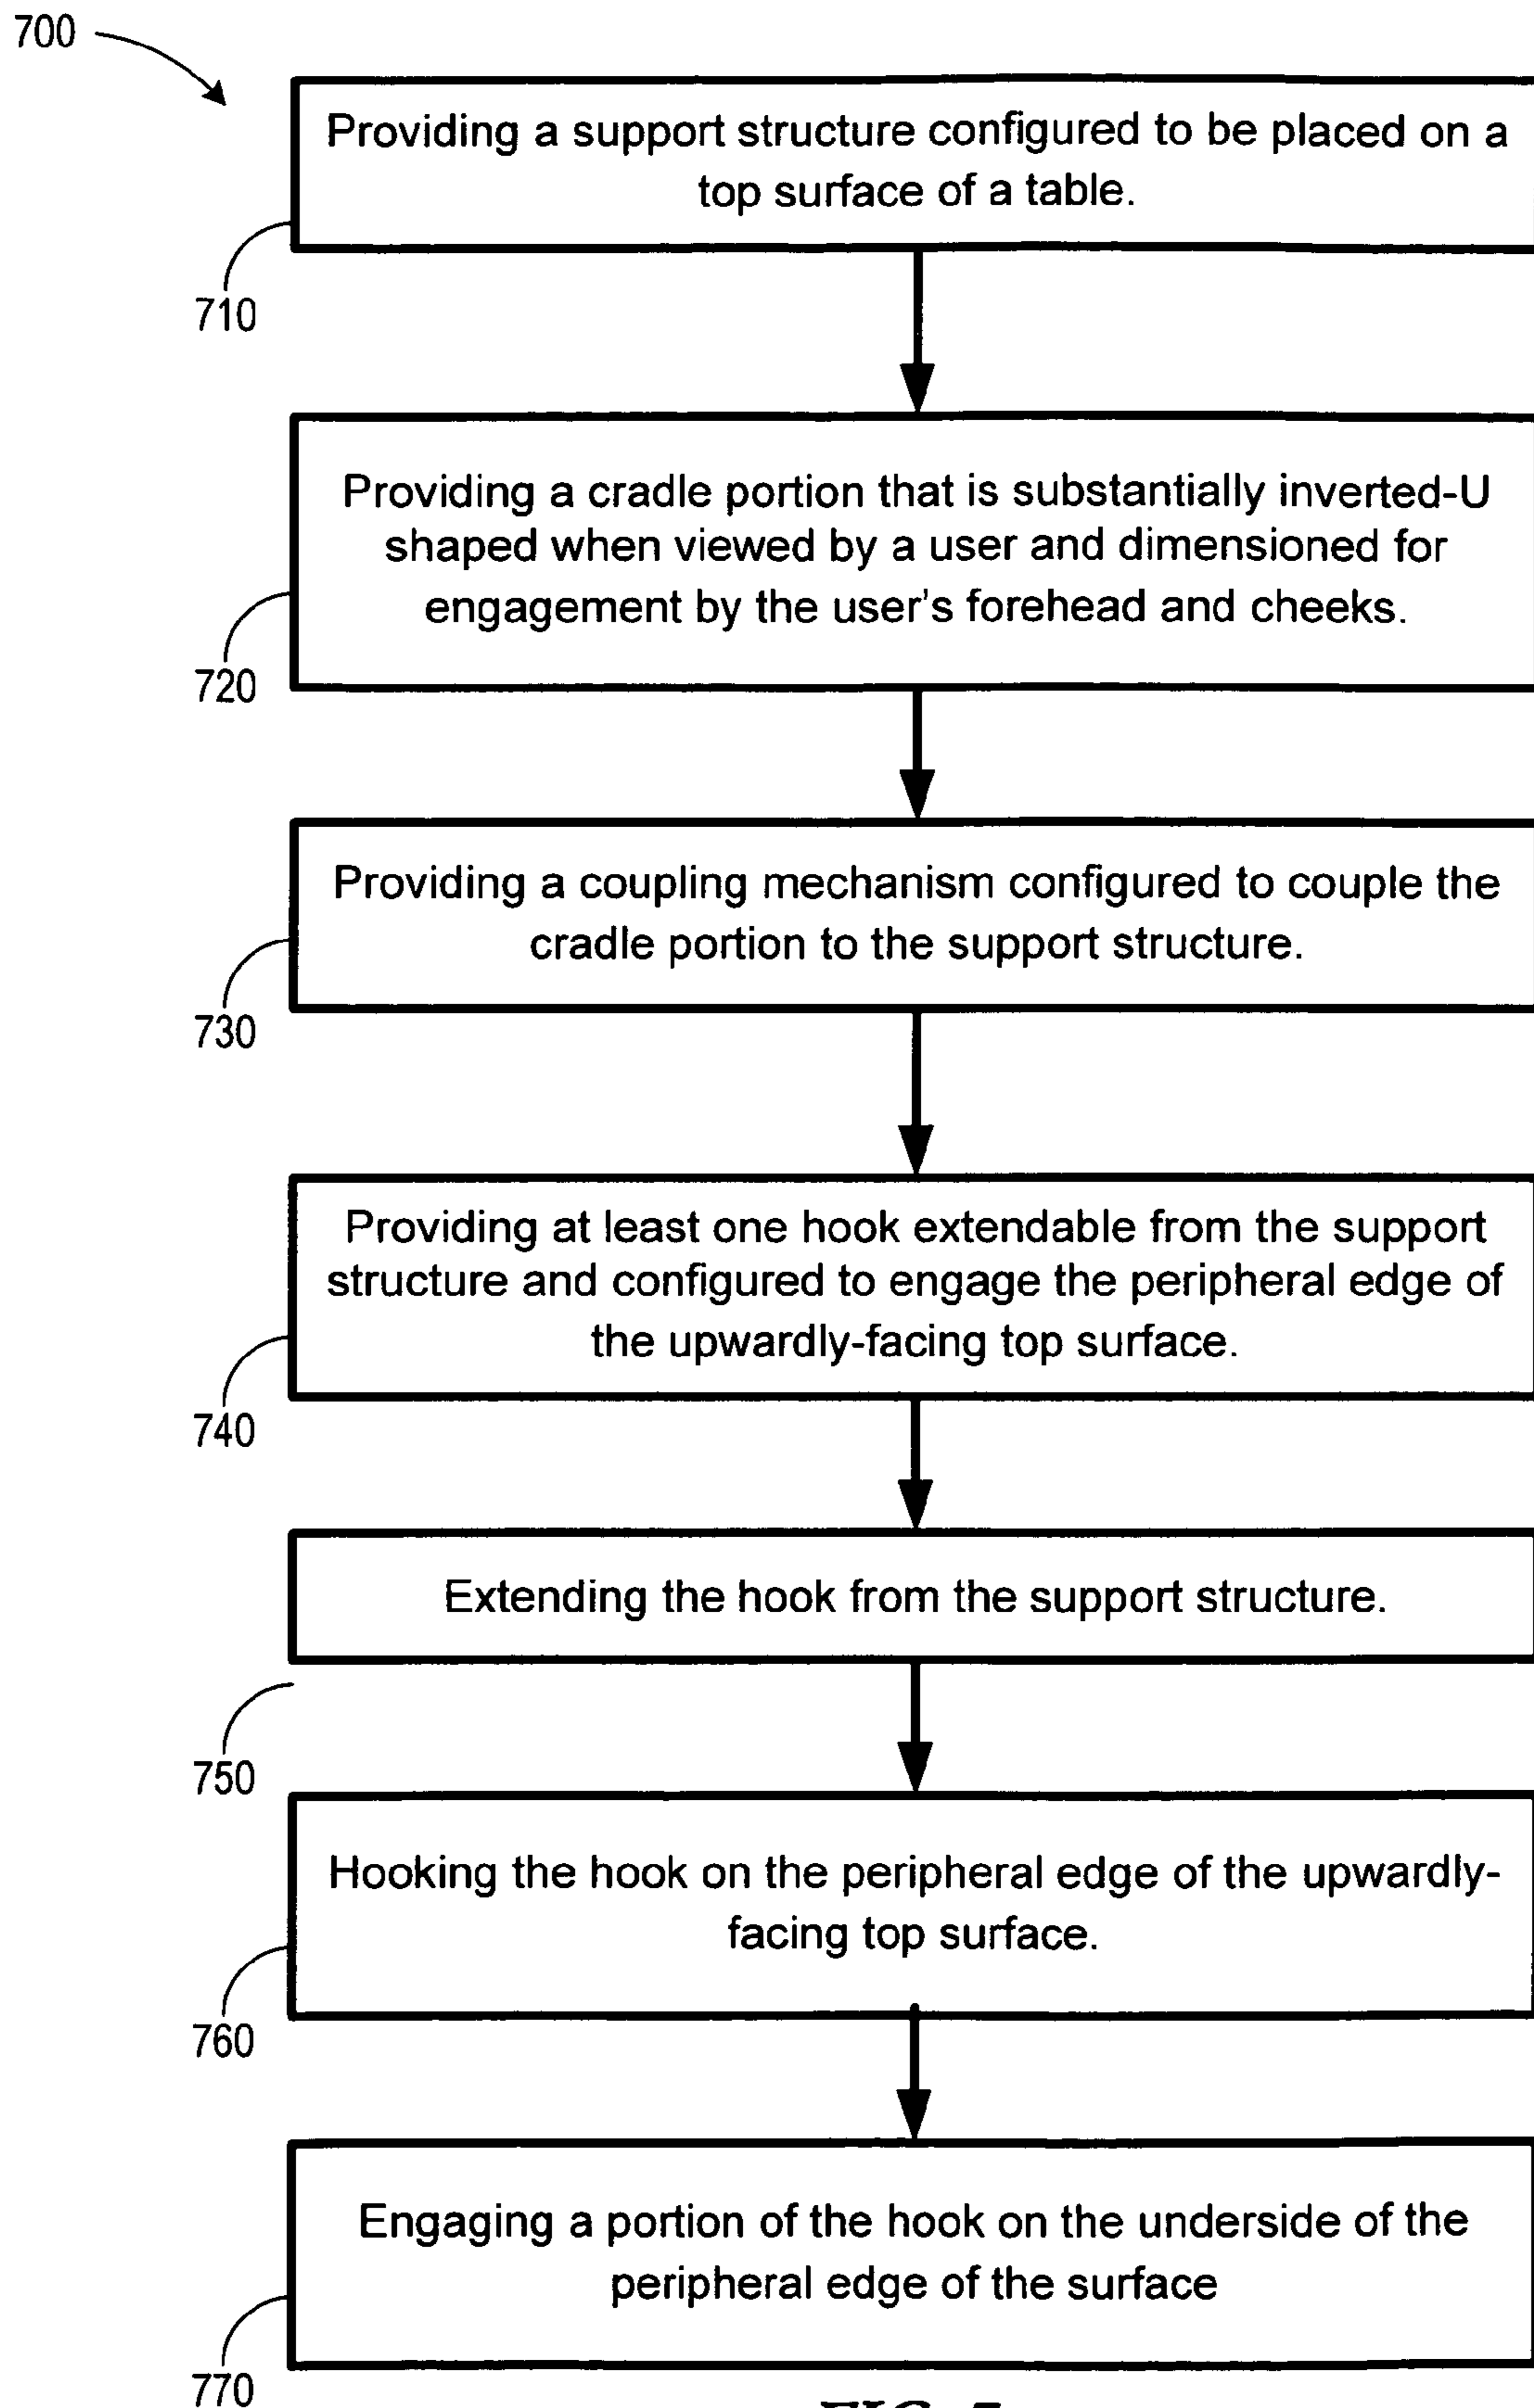 700
Providing a support structure configured to be placed on a
top surface of a table.
710
Providing a cradle portion that is substantially inverted-U
shaped when viewed by a user and dimensioned for
engagement by the user's forehead and cheeks.
720
Providing a coupling mechanism configured to couple the
cradle portion to the support structure.
730
Providing at least one hook extendable from the support
structure and configured to engage the peripheral edge of
the upwardly-facing top surface.
740
Extending the hook from the support structure.
750
Hooking the hook on the peripheral edge of the upwardly-
facing top surface.
760
Engaging a portion of the hook on the underside of the
peripheral edge of the surface
770